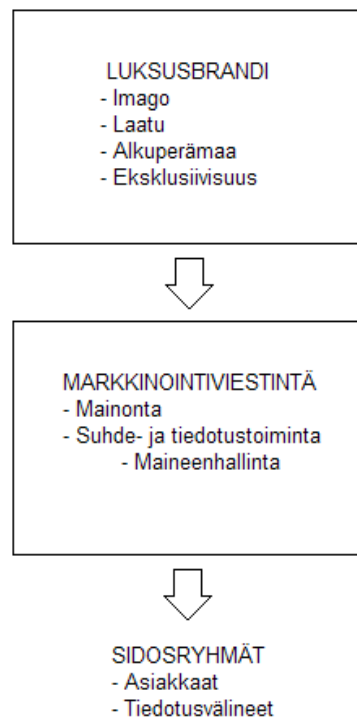 LUKSUSBRANDI
- Imago
- Laatu
- Alkuperämaa
- Eksklusiivisuus
MARKKINOINTIVIESTINTÄ
- Mainonta
- Suhde- ja tiedotustoiminta
- Maineenhallinta
SIDOSRYHMÄT
- Asiakkaat
- Tiedotusvälineet